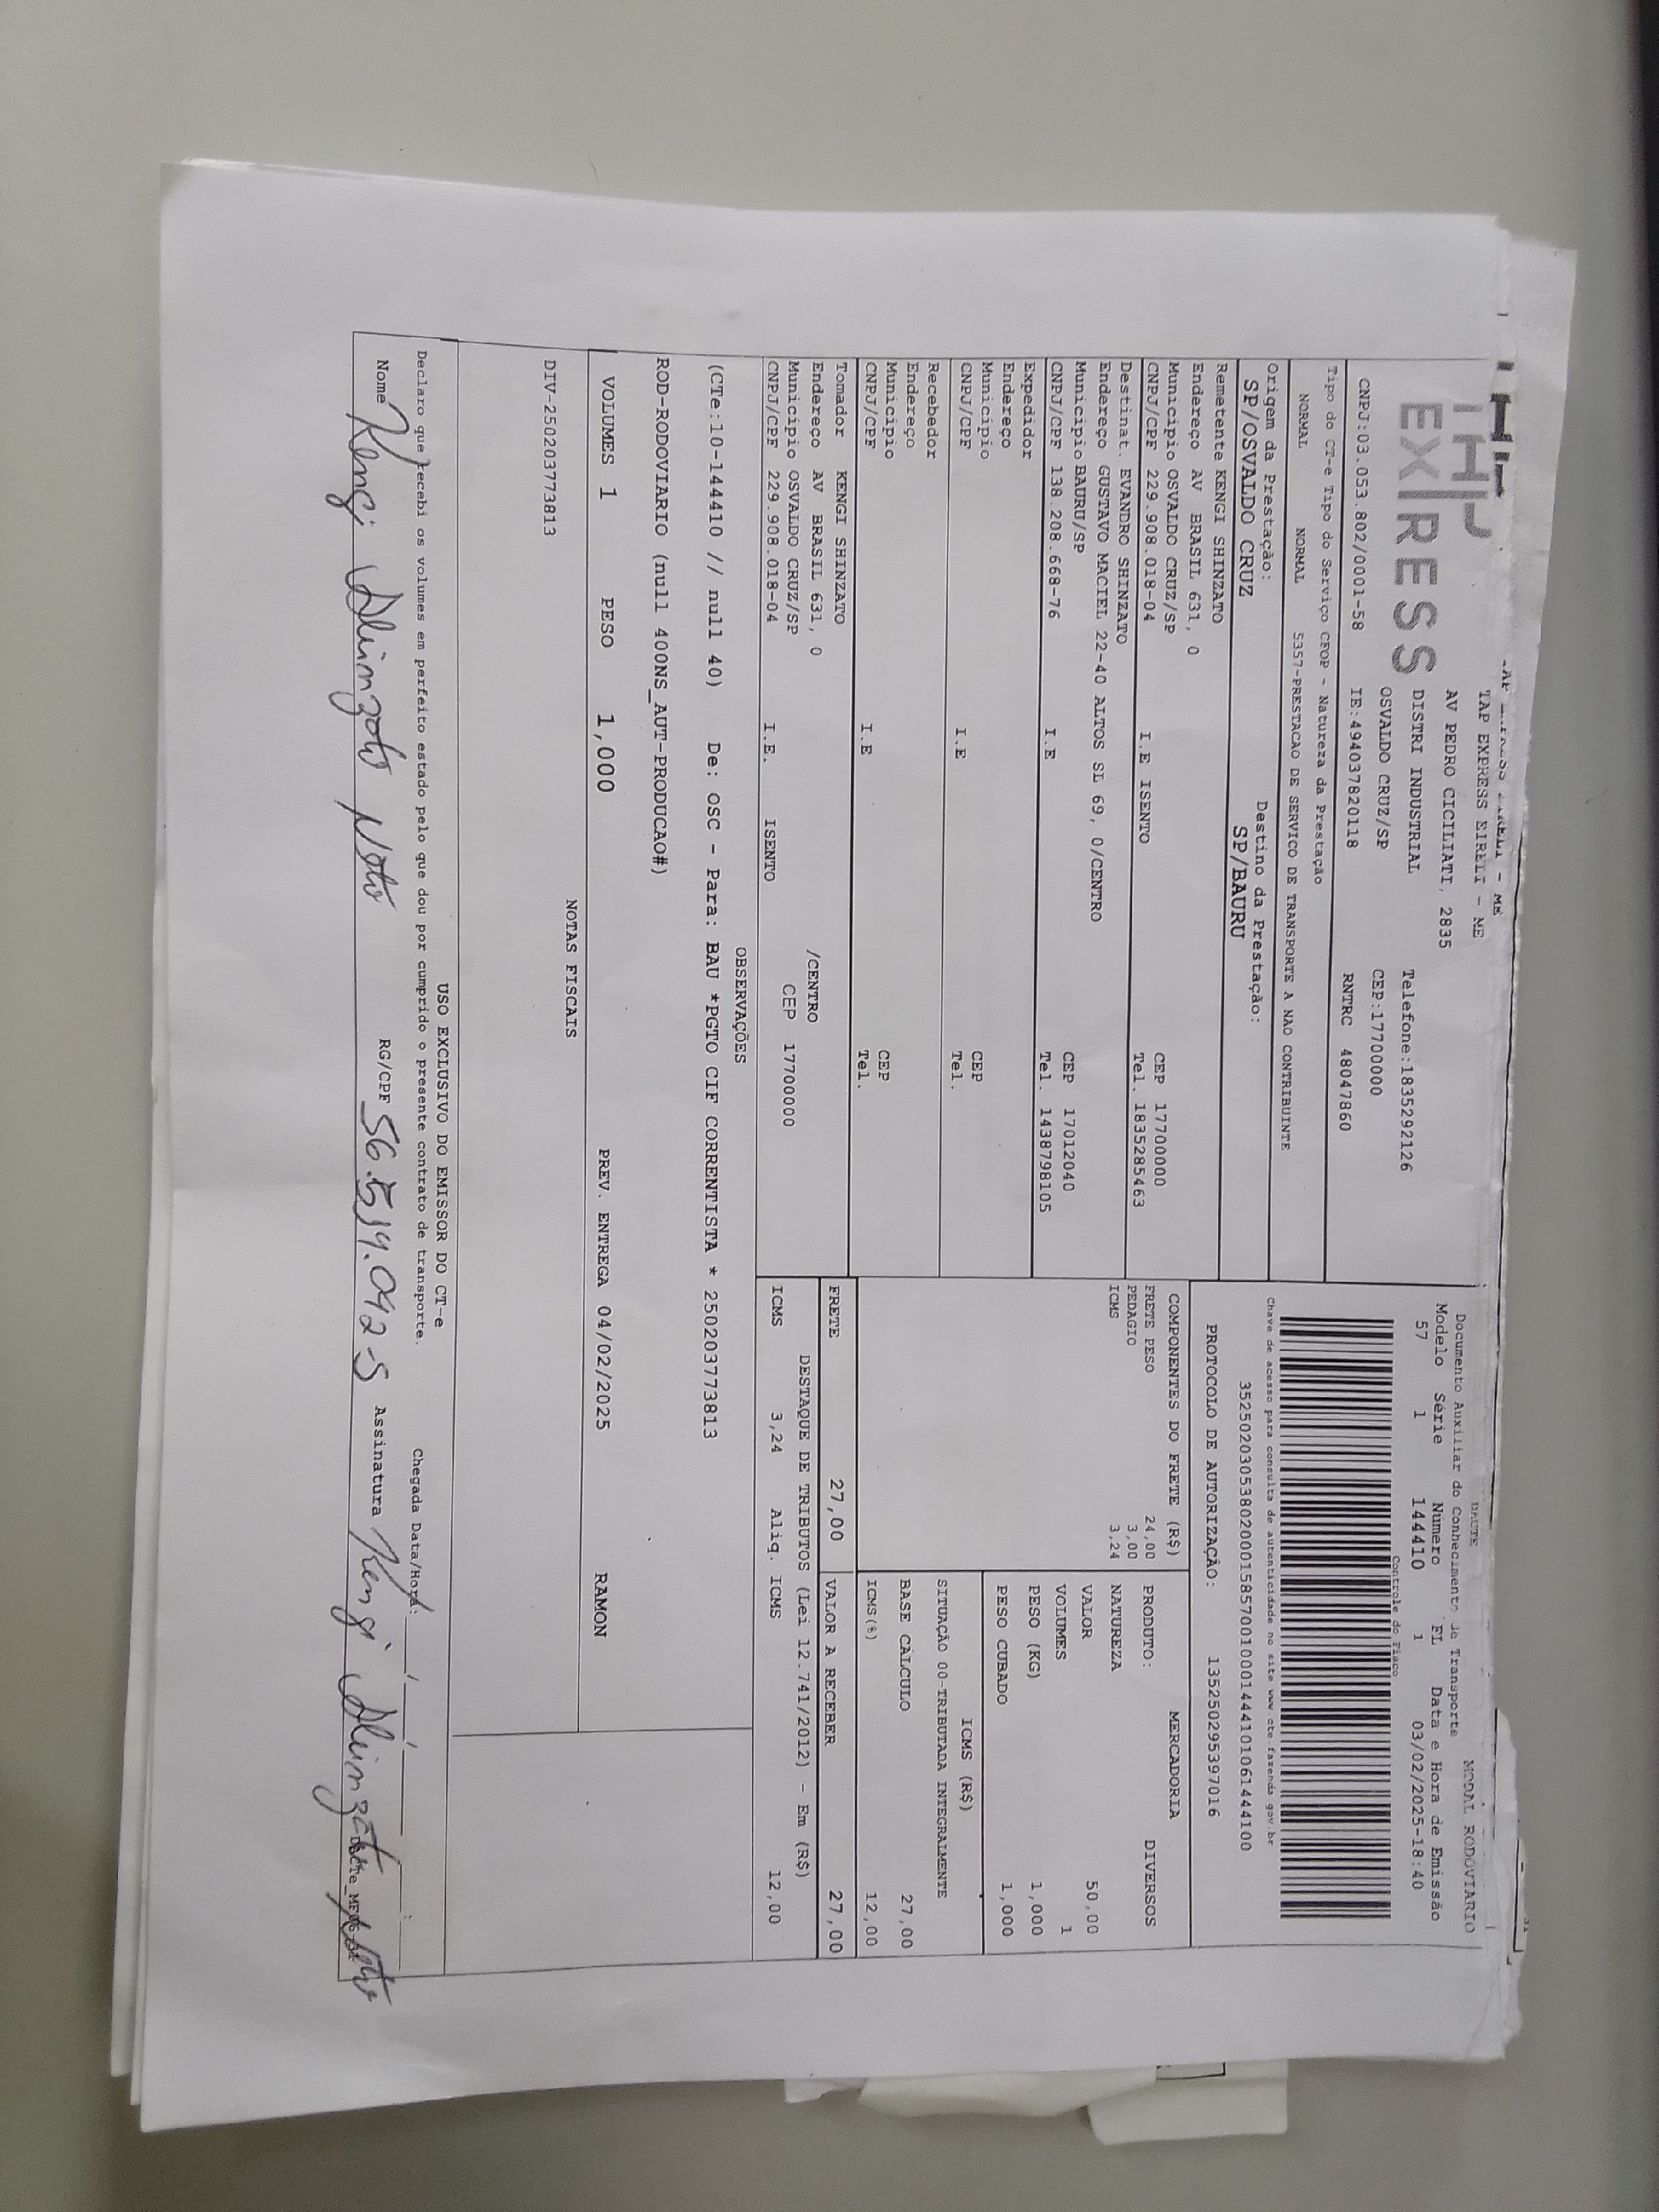 TAP EXPRESS EIRELI - ME
EXPRESS
TAP EXPRESS EIRELI - ME
AV PEDRO CICILIATI, 2835
DISTRI INDUSTRIAL
OSVALDO CRUZ/SP
Telefone:1835292126
CEP:17700000
CNPJ:03.053.802/0001-58 IE:494037820118 RNTRC 48047860
DACTE MODAL RODOVIARIO
Documento Auxiliar do Conhecimento de Transporte
Modelo Série Número FL Data e Hora de Emissão
57 1 144410 1 03/02/2025-18:40
Controle do Fisco
Chave de acesso para consulta de autenticidade no site www.cte.fazenda.gov.br
35250203053802000158570010001444101061444100
PROTOCOLO DE AUTORIZAÇÃO: 135250295397016
Tipo do CT-e Tipo do Serviço CFOP - Natureza da Prestação
NORMAL NORMAL 5357-PRESTACAO DE SERVICO DE TRANSPORTE A NAO CONTRIBUINTE
Origem da Prestação: Destino da Prestação:
SP/OSVALDO CRUZ SP/BAURU
Remetente KENGI SHINZATO
Endereço AV BRASIL 631, 0
Município OSVALDO CRUZ/SP CEP 17700000
CNPJ/CPF 229.908.018-04 I.E ISENTO Tel. 1835285463
Destinat. EVANDRO SHINZATO
Endereço GUSTAVO MACIEL 22-40 ALTOS SL 69, 0/CENTRO
Município BAURU/SP CEP 17012040
CNPJ/CPF 138.208.668-76 I.E Tel. 1438798105
Expedidor
Endereço
Município CEP
CNPJ/CPF I.E Tel.
Recebedor
Endereço
Município CEP
CNPJ/CPF I.E Tel.
Tomador KENGI SHINZATO
Endereço AV BRASIL 631, 0 /CENTRO
Município OSVALDO CRUZ/SP CEP 17700000
CNPJ/CPF 229.908.018-04 I.E. ISENTO
COMPONENTES DO FRETE (R$)
FRETE PESO 24,00
PEDAGIO 3,00
ICMS 3,24
MERCADORIA
PRODUTO: DIVERSOS
NATUREZA
VALOR 50,00
VOLUMES 1
PESO (KG) 1,000
PESO CUBADO 1,000
ICMS (R$)
SITUAÇÃO 00-TRIBUTADA INTEGRALMENTE
BASE CÁLCULO 27,00
ICMS(%) 12,00
FRETE 27,00 VALOR A RECEBER 27,00
DESTAQUE DE TRIBUTOS (Lei 12.741/2012) - Em (R$)
ICMS 3,24 Aliq. ICMS 12,00
OBSERVAÇÕES
(CTe:10-144410 // null 40) De: OSC - Para: BAU *PGTO CIF CORRENTISTA * 250203773813
ROD-RODOVIARIO (null 400NS_AUT-PRODUCAO#)
VOLUMES 1 PESO 1,000 PREV. ENTREGA 04/02/2025 RAMON
NOTAS FISCAIS
DIV-250203773813
USO EXCLUSIVO DO EMISSOR DO CT-e
Declaro que recebi os volumes em perfeito estado pelo que dou por cumprido o presente contrato de transporte. Chegada Data/Hora:
Nome Kengi Shinzato Neto RG/CPF 56.519.092-5 Assinatura Kengi Shinzato Neto